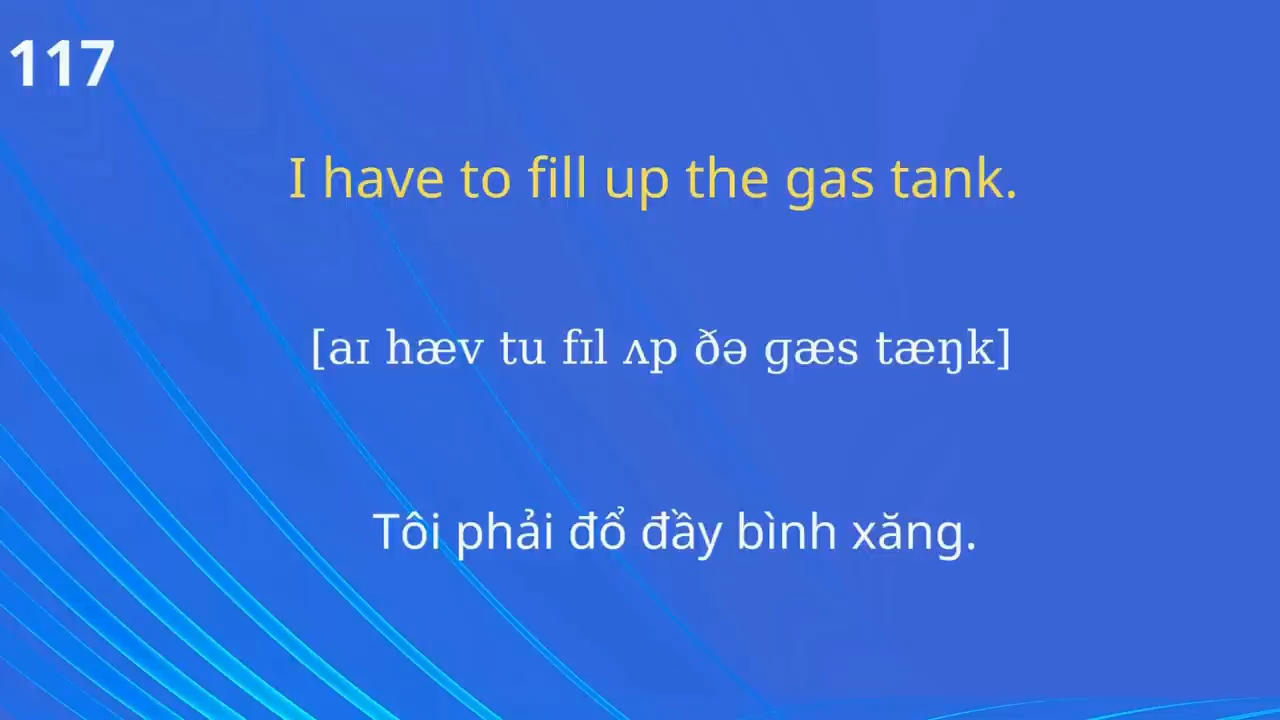 117
I have to fill up the gas tank.
[aɪ hæv tu fɪl ʌp ðə ɡæs tæŋk]
Tôi phải đổ đầy bình xăng.